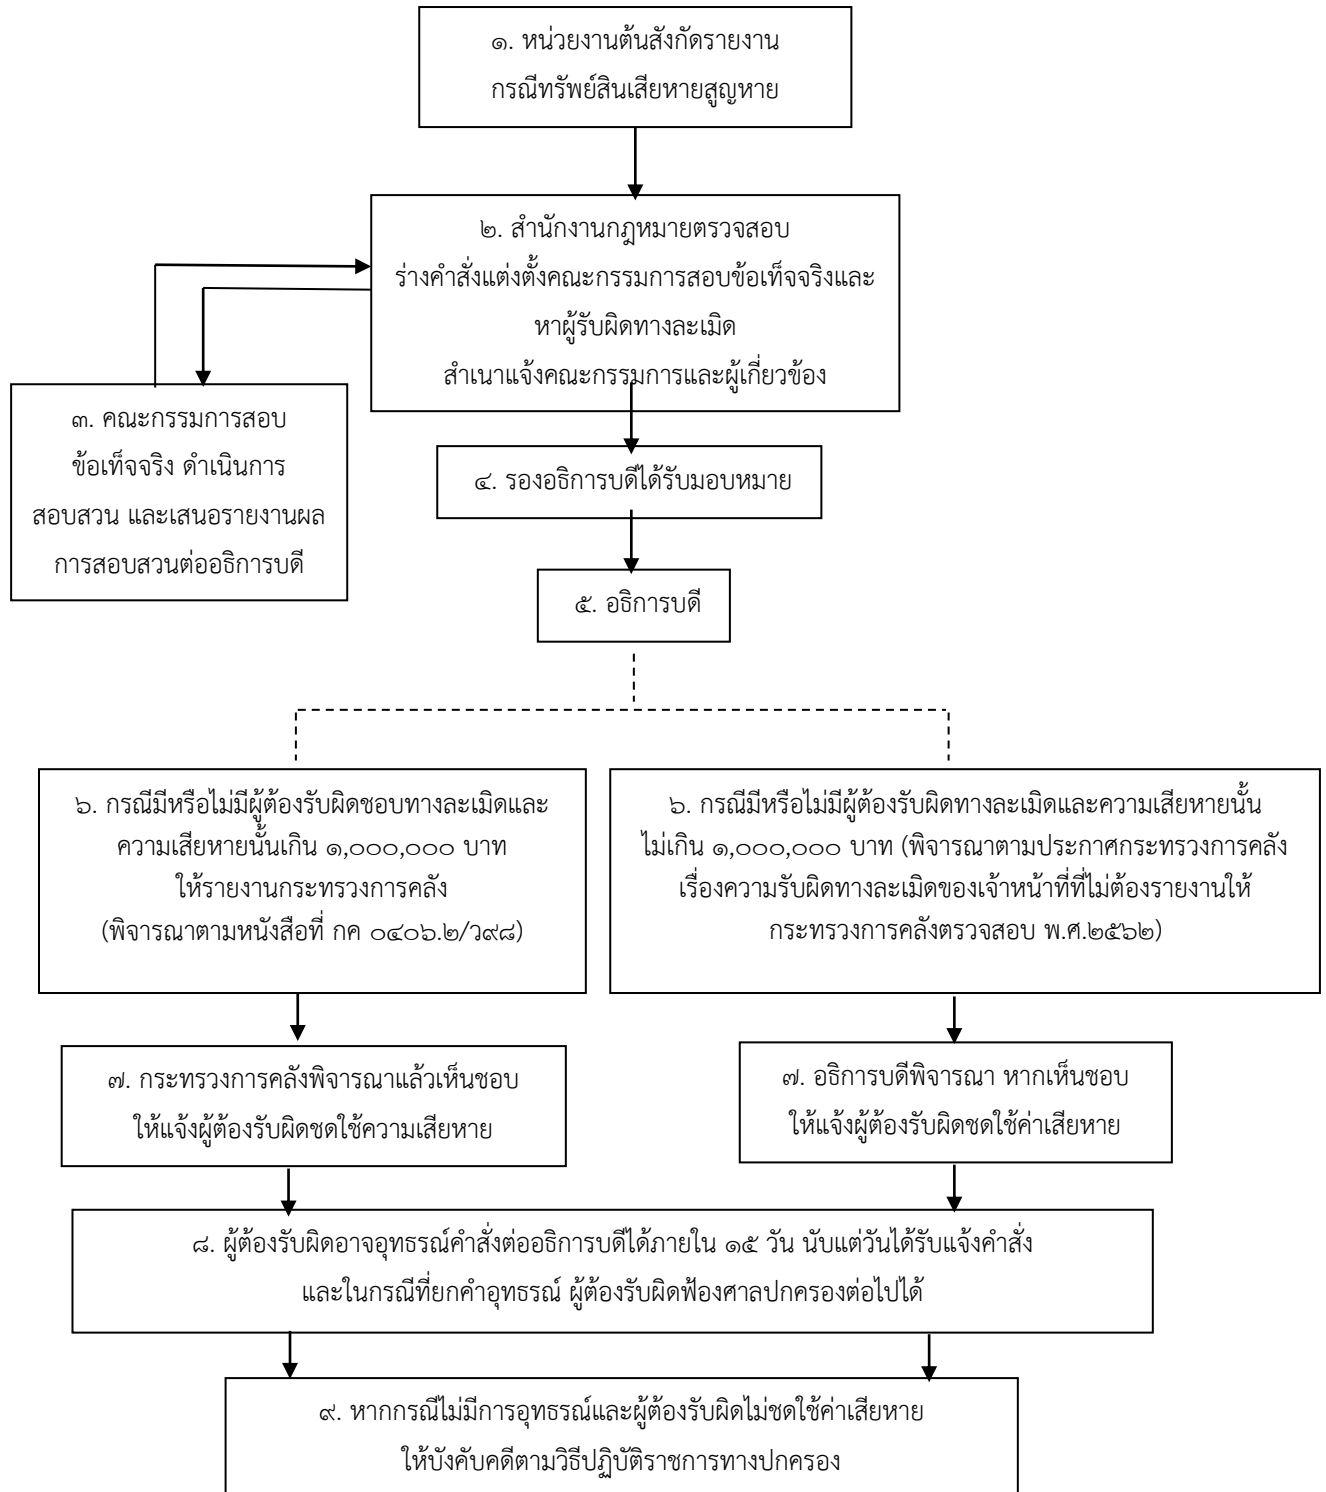 ๑. หน่วยงานต้นสังกัดรายงาน
กรณีทรัพย์สินเสียหายสูญหาย
๒. สำนักงานกฎหมายตรวจสอบ
ร่างคำสั่งแต่งตั้งคณะกรรมการสอบข้อเท็จจริงและ
หาผู้รับผิดทางละเมิด
สำเนาแจ้งคณะกรรมการและผู้เกี่ยวข้อง
๓. คณะกรรมการสอบ
ข้อเท็จจริง ดำเนินการ
สอบสวน และเสนอรายงานผล
การสอบสวนต่ออธิการบดี
๔. รองอธิการบดีได้รับมอบหมาย
๕. อธิการบดี
๖. กรณีมีหรือไม่มีผู้ต้องรับผิดชอบทางละเมิดและ
ความเสียหายนั้นเกิน ๑,๐๐๐,๐๐๐ บาท
ให้รายงานกระทรวงการคลัง
(พิจารณาตามหนังสือที่ กค ๐๔๐๖.๒/ว๙๘)
๖. กรณีมีหรือไม่มีผู้ต้องรับผิดทางละเมิดและความเสียหายนั้น
ไม่เกิน ๑,๐๐๐,๐๐๐ บาท (พิจารณาตามประกาศกระทรวงการคลัง
เรื่องความรับผิดทางละเมิดของเจ้าหน้าที่ที่ไม่ต้องรายงานให้
กระทรวงการคลังตรวจสอบ พ.ศ.๒๕๖๒)
๗. กระทรวงการคลังพิจารณาแล้วเห็นชอบ
ให้แจ้งผู้ต้องรับผิดชดใช้ความเสียหาย
๗. อธิการบดีพิจารณา หากเห็นชอบ
ให้แจ้งผู้ต้องรับผิดชดใช้ค่าเสียหาย
๘. ผู้ต้องรับผิดอาจอุทธรณ์คำสั่งต่ออธิการบดีได้ภายใน ๑๕ วัน นับแต่วันได้รับแจ้งคำสั่ง
และในกรณีที่ยกคำอุทธรณ์ ผู้ต้องรับผิดฟ้องศาลปกครองต่อไปได้
๙. หากกรณีไม่มีการอุทธรณ์และผู้ต้องรับผิดไม่ชดใช้ค่าเสียหาย
ให้บังคับคดีตามวิธีปฏิบัติราชการทางปกครอง